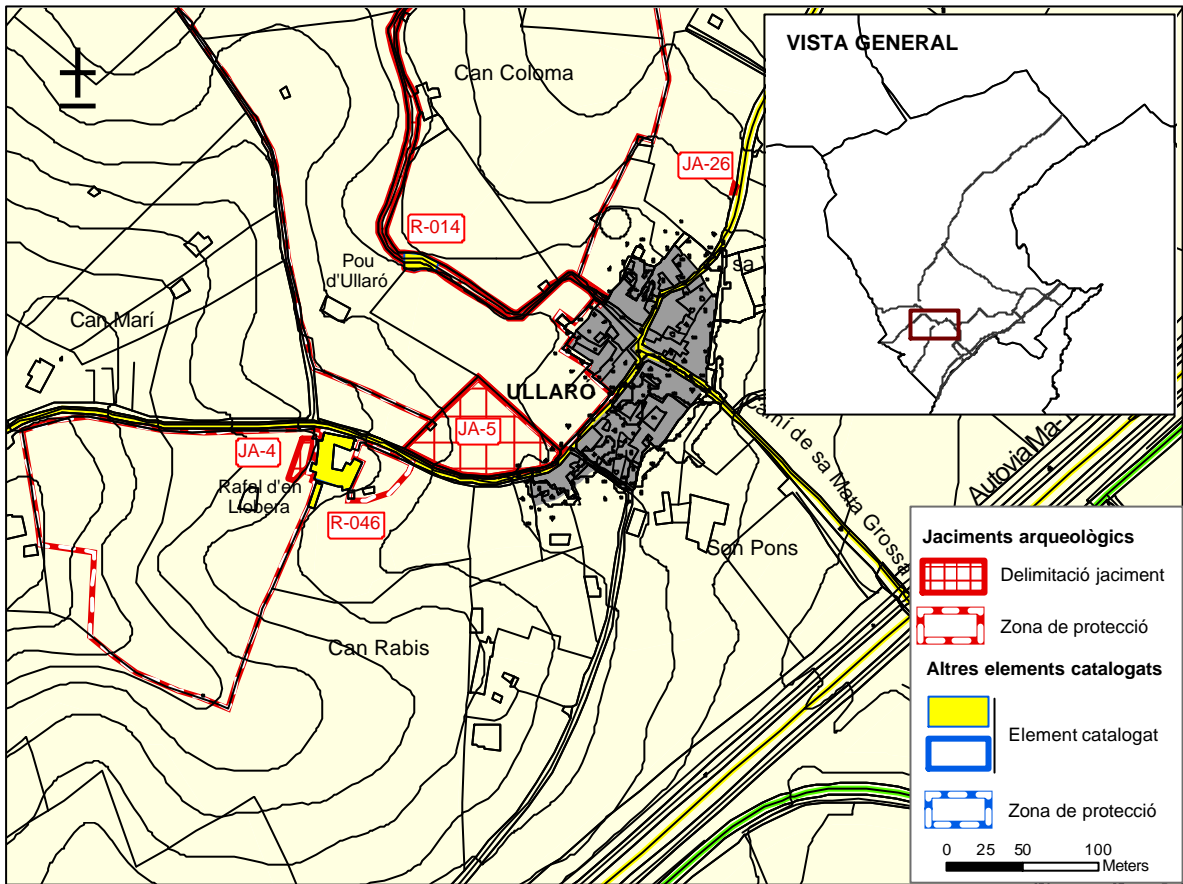 VISTA GENERAL
Can Coloma
JA-26
R-014
sa
Pou
d'Ullaró
Can Marí
ULLARÓ
JA-5
JA-4
Rafal d'en
Llobera
R-046
Camí de sa Mata Grossa
Autovia Ma-
Son Pons
Can Rabis
Jaciments arqueològics
Delimitació jaciment
Zona de protecció
Altres elements catalogats
Element catalogat
Zona de protecció
0 25 50 100
Meters